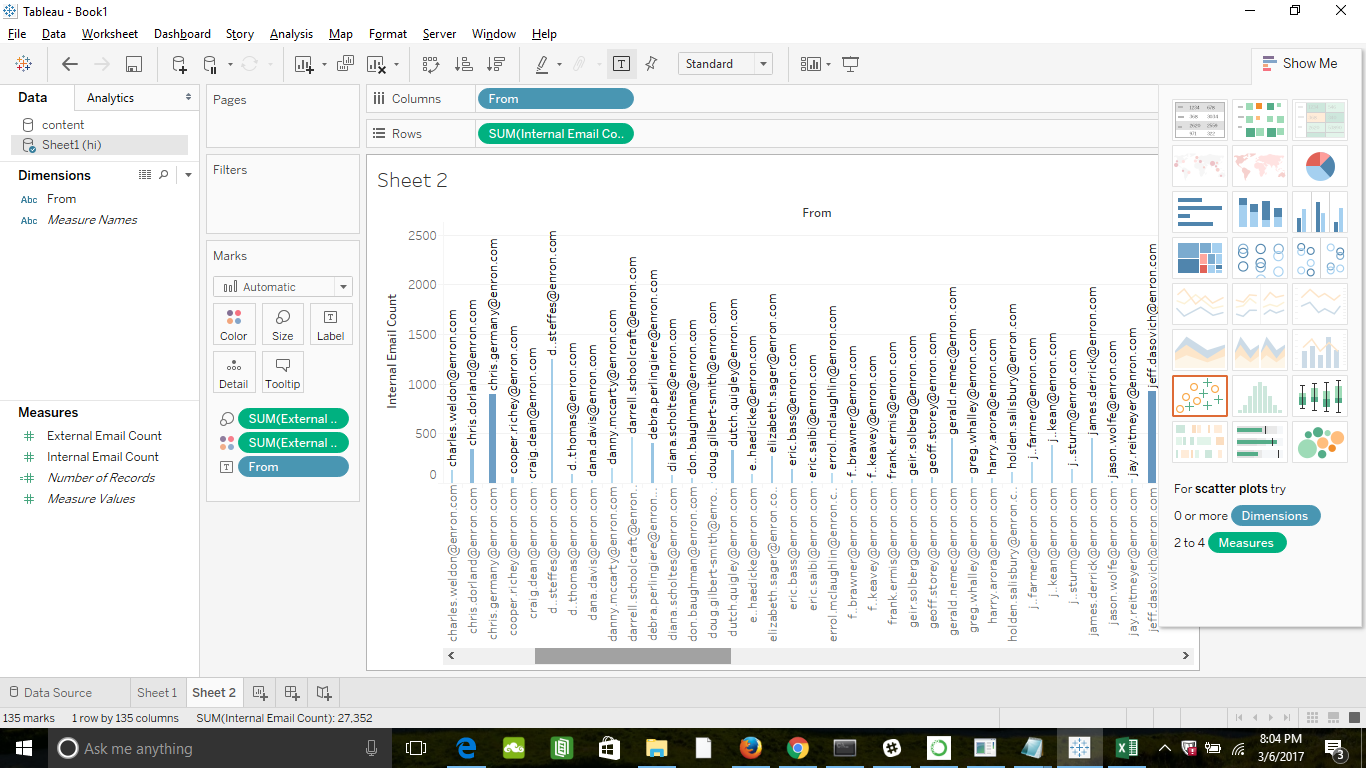 Tableau - Book1
File Data Worksheet Dashboard Story Analysis Map Format Server Window Help
Standard
Show Me
Data Analytics
content
Sheet1 (hi)
Dimensions
Abc From
Abc Measure Names
Measures
External Email Count
Internal Email Count
Number of Records
Measure Values
Pages
Filters
Marks
Automatic
Color Size Label
Detail Tooltip
SUM(External ..
SUM(External ..
From
Columns From
Rows SUM(Internal Email Co..
Sheet 2
From
Internal Email Count
2500
2000
1500
1000
500
0
charles.weldon@enron.com
chris.dorland@enron.com
chris.germany@enron.com
cooper.richey@enron.com
craig.dean@enron.com
d..steffes@enron.com
d..thomas@enron.com
dana.davis@enron.com
danny.mccarty@enron.com
darrell.schoolcraft@enron.com
debra.perlingiere@enron.com
diana.scholtes@enron.com
don.baughman@enron.com
doug.gilbert-smith@enron.com
dutch.quigley@enron.com
e..haedicke@enron.com
elizabeth.sager@enron.com
eric.bass@enron.com
eric.saibi@enron.com
errol.mclaughlin@enron.com
f..brawner@enron.com
f..keavey@enron.com
frank.ermis@enron.com
geir.solberg@enron.com
geoff.storey@enron.com
gerald.nemec@enron.com
greg.whalley@enron.com
harry.arora@enron.com
holden.salisbury@enron.com
j..farmer@enron.com
j..kean@enron.com
j..sturm@enron.com
james.derrick@enron.com
jason.wolfe@enron.com
jay.reitmeyer@enron.com
jeff.dasovich@enron.com
charles.weldon@enron.com
chris.dorland@enron.com
chris.germany@enron.com
cooper.richey@enron.com
craig.dean@enron.com
d..steffes@enron.com
d..thomas@enron.com
dana.davis@enron.com
danny.mccarty@enron.com
darrell.schoolcraft@enron..
debra.perlingiere@enron....
diana.scholtes@enron.com
don.baughman@enron.com
doug.gilbert-smith@enro..
dutch.quigley@enron.com
e..haedicke@enron.com
elizabeth.sager@enron.co..
eric.bass@enron.com
eric.saibi@enron.com
errol.mclaughlin@enron.c..
f..brawner@enron.com
f..keavey@enron.com
frank.ermis@enron.com
geir.solberg@enron.com
geoff.storey@enron.com
gerald.nemec@enron.com
greg.whalley@enron.com
harry.arora@enron.com
holden.salisbury@enron.c..
j..farmer@enron.com
j..kean@enron.com
j..sturm@enron.com
james.derrick@enron.com
jason.wolfe@enron.com
jay.reitmeyer@enron.com
jeff.dasovich@enron.com
For scatter plots try
0 or more Dimensions
2 to 4 Measures
Data Source Sheet 1 Sheet 2
135 marks 1 row by 135 columns SUM(Internal Email Count): 27,352
Ask me anything
8:04 PM
3/6/2017
3